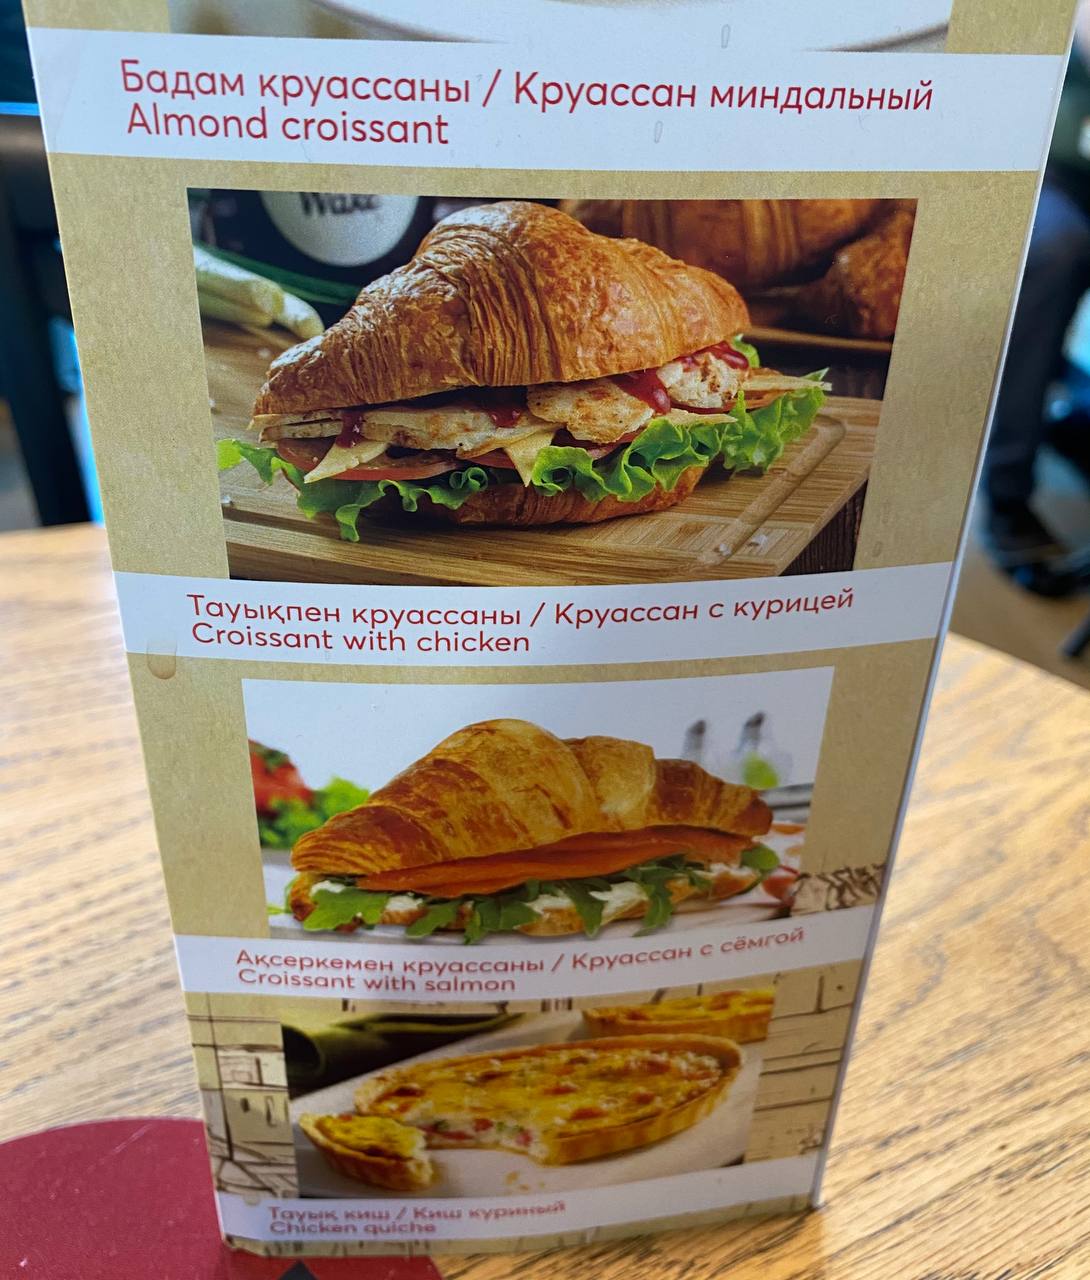 Бадам круассаны / Круассан миндальный
Almond croissant
Тауықпен круассаны / Круассан с курицей
Croissant with chicken
Ақсеркемен круассаны / Круассан с сёмгой
Croissant with salmon
Тауық киш / Киш куриный
Chicken quiche